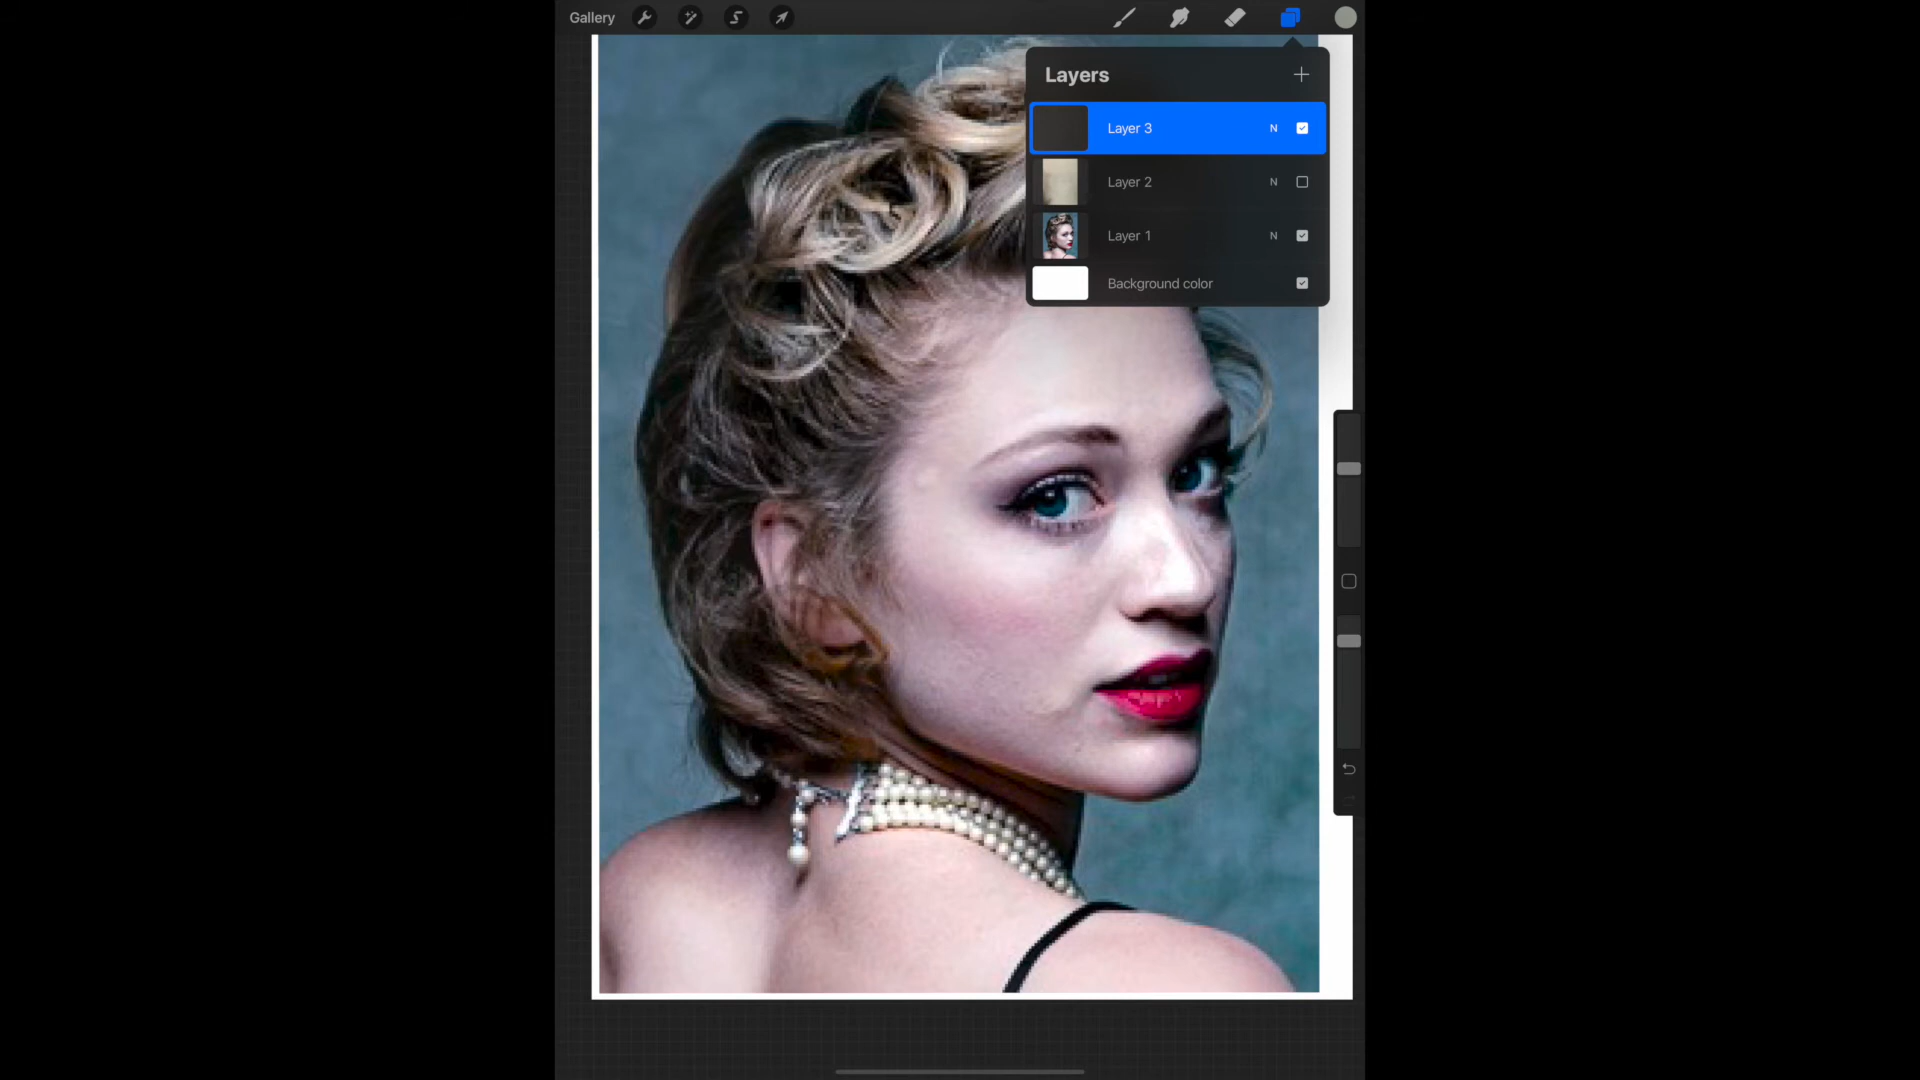 Gallery
Layers
Layer 3 N
Layer 2 N
Layer 1 N
Background color